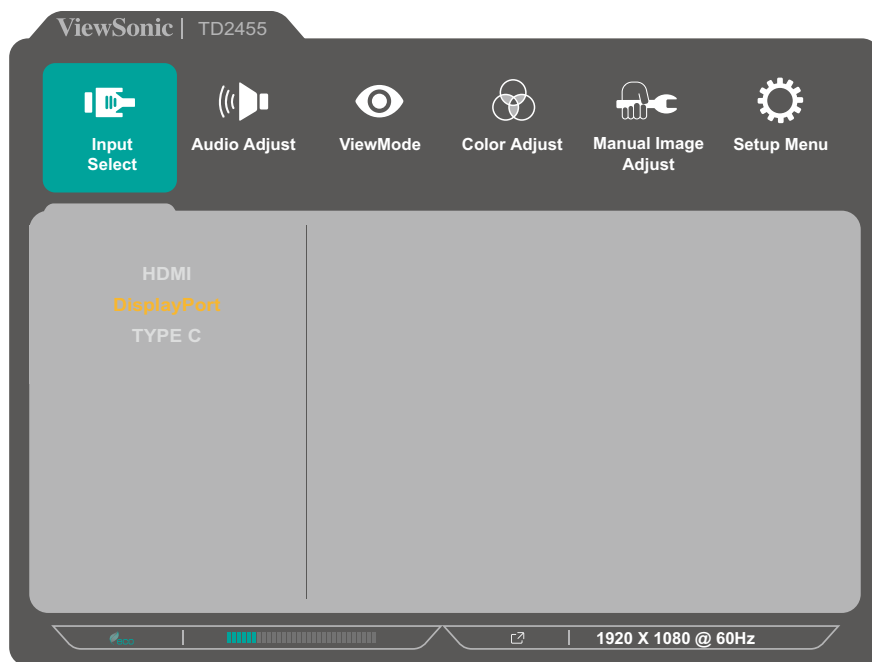 ViewSonic | TD2455
Input
Select
Audio Adjust
ViewMode
Color Adjust
Manual Image
Adjust
Setup Menu
HDMI
DisplayPort
TYPE C
eco
1920 X 1080 @ 60Hz